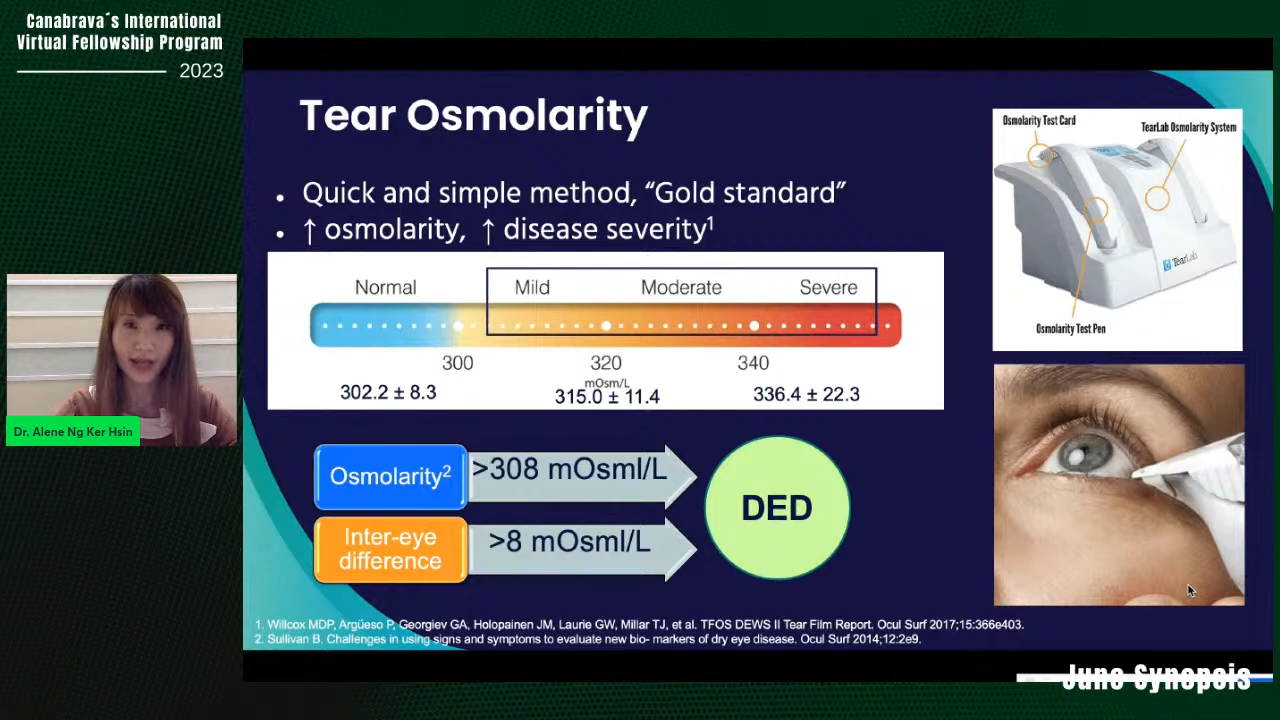 Canabrava´s International
Virtual Fellowship Program
2023
Tear Osmolarity
• Quick and simple method, “Gold standard”
• ↑ osmolarity, ↑ disease severity1
Normal Mild Moderate Severe
300 320 340
mOsm/L
302.2 ± 8.3 315.0 ± 11.4 336.4 ± 22.3
Osmolarity2 >308 mOsml/L
Inter-eye
difference
>8 mOsml/L
DED
Osmolarity Test Card
TearLab Osmolarity System
TearLab
Osmolarity Test Pen
Dr. Alene Ng Ker Hsin
1. Willcox MDP, Argüeso P, Georgiev GA, Holopainen JM, Laurie GW, Millar TJ, et al. TFOS DEWS II Tear Film Report. Ocul Surf 2017;15:366e403.
2. Sullivan B. Challenges in using signs and symptoms to evaluate new bio- markers of dry eye disease. Ocul Surf 2014;12:2e9.
June Synopsis